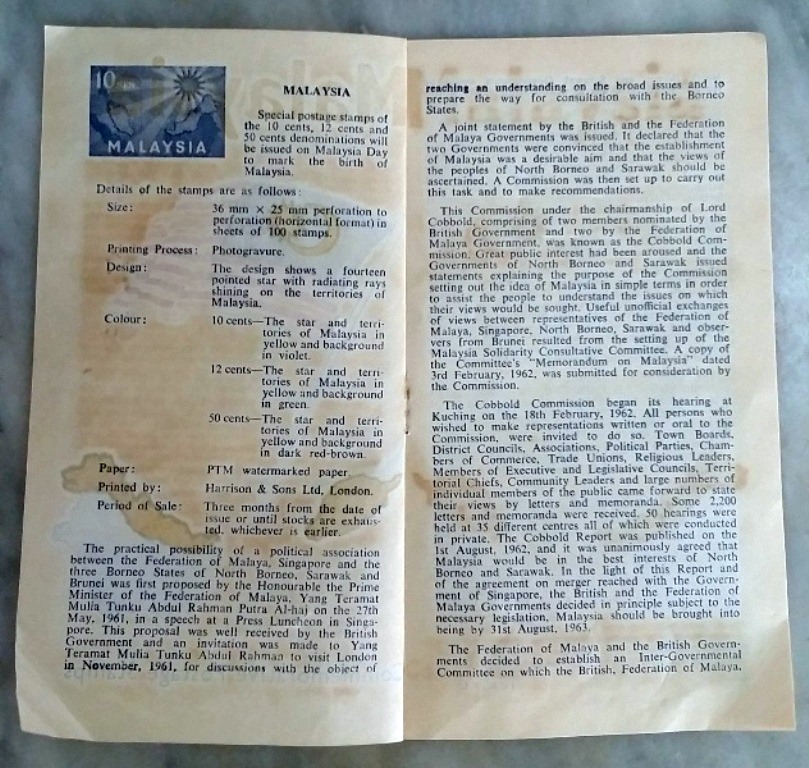 10 CENTS
MALAYSIA
MALAYSIA
Special postage stamps of
the 10 cents, 12 cents and
50 cents denominations will
be issued on Malaysia Day
to mark the birth of
Malaysia.
Details of the stamps are as follows:
Size: 36 mm × 25 mm perforation to
perforation (horizontal format) in
sheets of 100 stamps.
Printing Process: Photogravure.
Design: The design shows a fourteen
pointed star with radiating rays
shining on the territories of
Malaysia.
Colour: 10 cents—The star and terri-
tories of Malaysia in
yellow and background
in violet.
12 cents—The star and terri-
tories of Malaysia in
yellow and background
in green.
50 cents—The star and terri-
tories of Malaysia in
yellow and background
in dark red-brown.
Paper: PTM watermarked paper.
Printed by: Harrison & Sons Ltd, London.
Period of Sale: Three months from the date of
issue or until stocks are exhaus-
ted, whichever is earlier.
The practical possibility of a political association
between the Federation of Malaya, Singapore and the
three Borneo States of North Borneo, Sarawak and
Brunei was first proposed by the Honourable the Prime
Minister of the Federation of Malaya, Yang Teramat
Mulia Tunku Abdul Rahman Putra Al-haj on the 27th
May, 1961, in a speech at a Press Luncheon in Singa-
pore. This proposal was well received by the British
Government and an invitation was made to Yang
Teramat Mulia Tunku Abdul Rahman to visit London
in November, 1961, for discussions with the object of
reaching an understanding on the broad issues and to
prepare the way for consultation with the Borneo
States.
A joint statement by the British and the Federation
of Malaya Governments was issued. It declared that the
two Governments were convinced that the establishment
of Malaysia was a desirable aim and that the views of
the peoples of North Borneo and Sarawak should be
ascertained. A Commission was then set up to carry out
this task and to make recommendations.
This Commission under the chairmanship of Lord
Cobbold, comprising of two members nominated by the
British Government and two by the Federation of
Malaya Government, was known as the Cobbold Com-
mission. Great public interest had been aroused and the
Governments of North Borneo and Sarawak issued
statements explaining the purpose of the Commission
setting out the idea of Malaysia in simple terms in order
to assist the people to understand the issues on which
their views would be sought. Useful unofficial exchanges
of views between representatives of the Federation of
Malaya, Singapore, North Borneo, Sarawak and obser-
vers from Brunei resulted from the setting up of the
Malaysia Solidarity Consultative Committee. A copy of
the Committee's "Memorandum on Malaysia" dated
3rd February, 1962, was submitted for consideration by
the Commission.
The Cobbold Commission began its hearing at
Kuching on the 18th February, 1962. All persons who
wished to make representations written or oral to the
Commission, were invited to do so. Town Boards,
District Councils, Associations, Political Parties, Cham-
bers of Commerce, Trade Unions, Religious Leaders,
Members of Executive and Legislative Councils, Terri-
torial Chiefs, Community Leaders and large numbers of
individual members of the public came forward to state
their views by letters and memoranda. Some 2,200
letters and memoranda were received. 50 hearings were
held at 35 different centres all of which were conducted
in private. The Cobbold Report was published on the
1st August, 1962, and it was unanimously agreed that
Malaysia would be in the best interests of North
Borneo and Sarawak. In the light of this Report and
of the agreement on merger reached with the Govern-
ment of Singapore, the British and the Federation of
Malaya Governments decided in principle subject to the
necessary legislation, Malaysia should be brought into
being by 31st August, 1963.
The Federation of Malaya and the British Govern-
ments decided to establish an Inter-Governmental
Committee on which the British, Federation of Malaya,